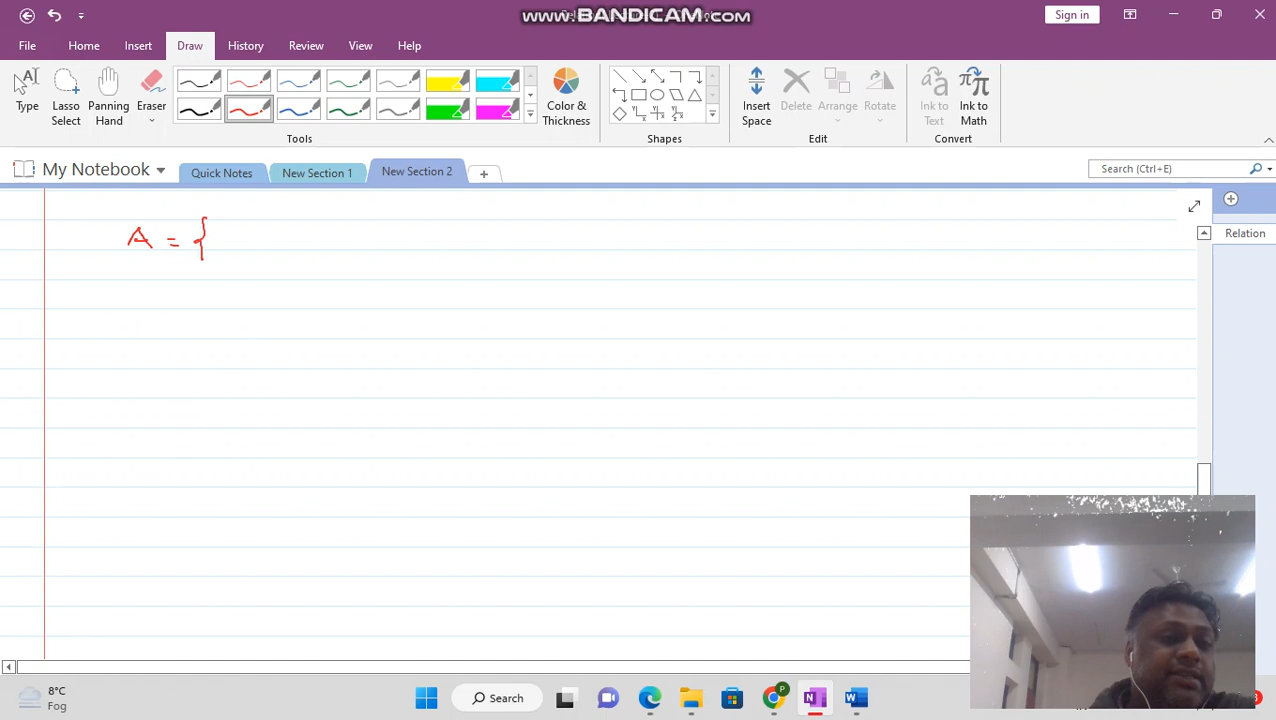 www.BANDICAM.com
Sign in
File Home Insert Draw History Review View Help
Type
Lasso Select
Panning Hand
Eraser
Color & Thickness
Insert Space
Delete
Arrange
Rotate
Ink to Text
Ink to Math
Tools
Shapes
Edit
Convert
My Notebook
Quick Notes
New Section 1
New Section 2
Search (Ctrl+E)
Relation
A = {
8°C
Fog
Search